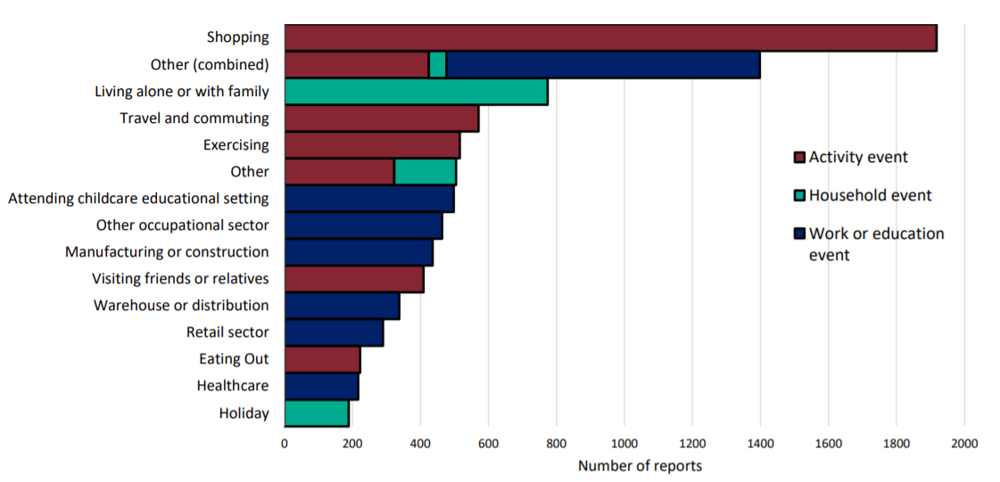 Shopping
Other (combined)
Living alone or with family
Travel and commuting
Exercising
Other
Attending childcare educational setting
Other occupational sector
Manufacturing or construction
Visiting friends or relatives
Warehouse or distribution
Retail sector
Eating Out
Healthcare
Holiday
Activity event
Household event
Work or education
event
0 200 400 600 800 1000 1200 1400 1600 1800 2000
Number of reports